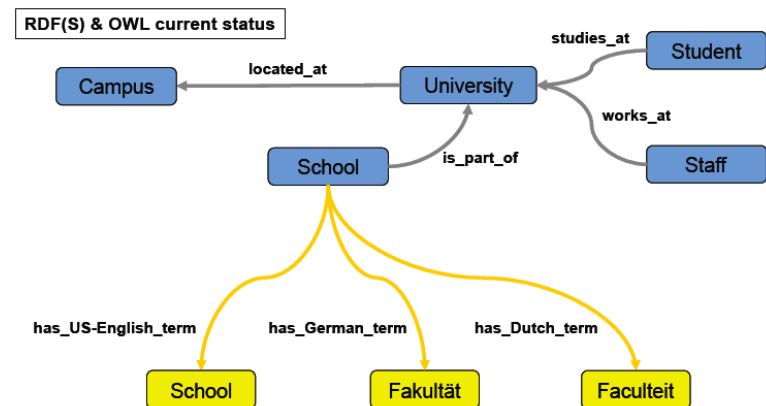 RDF(S) & OWL current status
studies_at
Student
located_at
Campus
University
works_at
School
is_part_of
Staff
has_US-English_term
has_German_term
has_Dutch_term
School
Fakultät
Faculteit